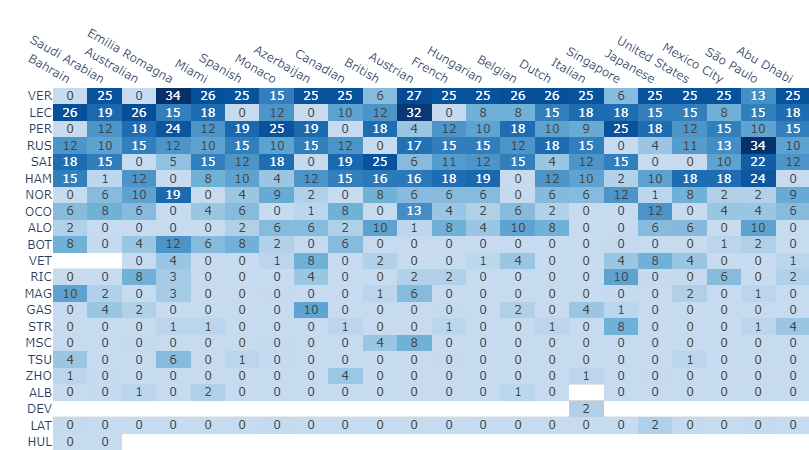 Bahrain Saudi Arabian Australian Emilia Romagna Miami Spanish Monaco Azerbaijan Canadian British Austrian French Hungarian Belgian Dutch Italian Singapore Japanese United States Mexico City São Paulo Abu Dhabi
VER 0 25 0 34 26 25 15 25 25 6 27 25 25 26 26 25 6 25 25 25 13 25
LEC 26 19 26 15 18 0 12 0 10 12 32 0 8 8 15 18 18 15 15 8 15 18
PER 0 12 18 24 12 19 25 19 0 18 4 12 10 18 10 9 25 18 12 15 10 15
RUS 12 10 15 12 10 15 10 15 12 0 17 15 15 12 18 15 0 4 11 13 34 10
SAI 18 15 0 5 15 12 18 0 19 25 6 11 12 15 4 12 15 0 0 10 22 12
HAM 15 1 12 0 8 10 4 12 15 16 16 18 19 0 12 10 2 10 18 18 24 0
NOR 0 6 10 19 0 4 9 2 0 8 6 6 6 0 6 6 12 1 8 2 2 9
OCO 6 8 6 0 4 6 0 1 8 0 13 4 2 6 2 0 0 12 0 4 4 6
ALO 2 0 0 0 0 2 6 6 2 10 1 8 4 10 8 0 0 6 6 0 10 0
BOT 8 0 4 12 6 8 2 0 6 0 0 0 0 0 0 0 0 0 0 1 2 0
VET 0 4 0 0 1 8 0 2 0 0 1 4 0 0 4 8 4 0 0 1
RIC 0 0 8 3 0 0 0 4 0 0 2 2 0 0 0 0 10 0 0 6 0 2
MAG 10 2 0 3 0 0 0 0 0 1 6 0 0 0 0 0 0 0 2 0 1 0
GAS 0 4 2 0 0 0 0 10 0 0 0 0 0 2 0 4 1 0 0 0 0 0
STR 0 0 0 1 1 0 0 0 1 0 0 1 0 0 1 0 8 0 0 0 1 4
MSC 0 0 0 0 0 0 0 0 0 4 8 0 0 0 0 0 0 0 0 0 0 0
TSU 4 0 0 6 0 1 0 0 0 0 0 0 0 0 0 0 0 0 1 0 0 0
ZHO 1 0 0 0 0 0 0 0 4 0 0 0 0 0 0 1 0 0 0 0 0 0
ALB 0 0 1 0 2 0 0 0 0 0 0 0 0 1 0 0 0 0 0 0 0
DEV 2
LAT 0 0 0 0 0 0 0 0 0 0 0 0 0 0 0 0 0 2 0 0 0 0
HUL 0 0